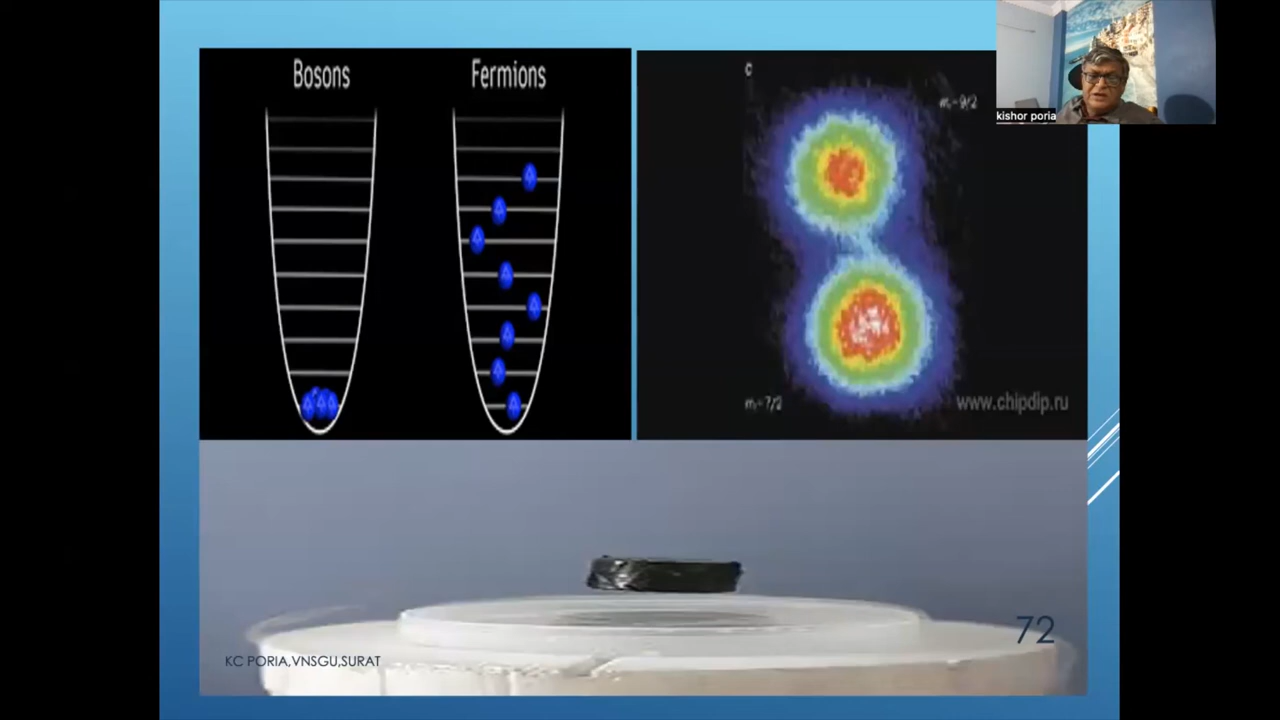 Bosons
Fermions
c
kishor poria
www.chipdip.ru
72
KC PORIA,VNSGU,SURAT